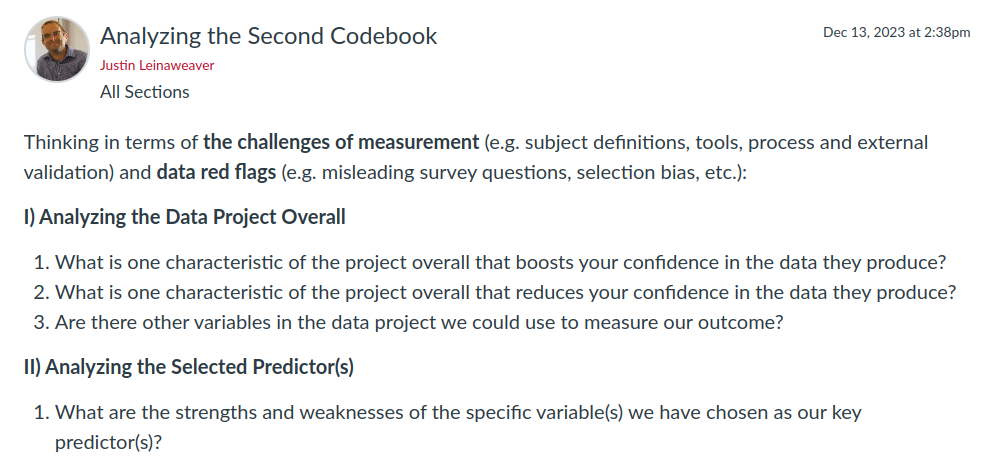 Analyzing the Second Codebook
Dec 13, 2023 at 2:38pm
Justin Leinaweaver
All Sections
Thinking in terms of the challenges of measurement (e.g. subject definitions, tools, process and external
validation) and data red flags (e.g. misleading survey questions, selection bias, etc.):
I) Analyzing the Data Project Overall
1. What is one characteristic of the project overall that boosts your confidence in the data they produce?
2. What is one characteristic of the project overall that reduces your confidence in the data they produce?
3. Are there other variables in the data project we could use to measure our outcome?
II) Analyzing the Selected Predictor(s)
1. What are the strengths and weaknesses of the specific variable(s) we have chosen as our key
predictor(s)?